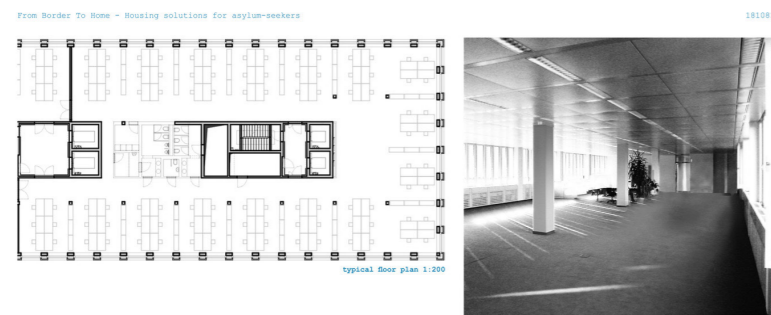 From Border To Home - Housing solutions for asylum-seekers
18108
typical floor plan 1:200